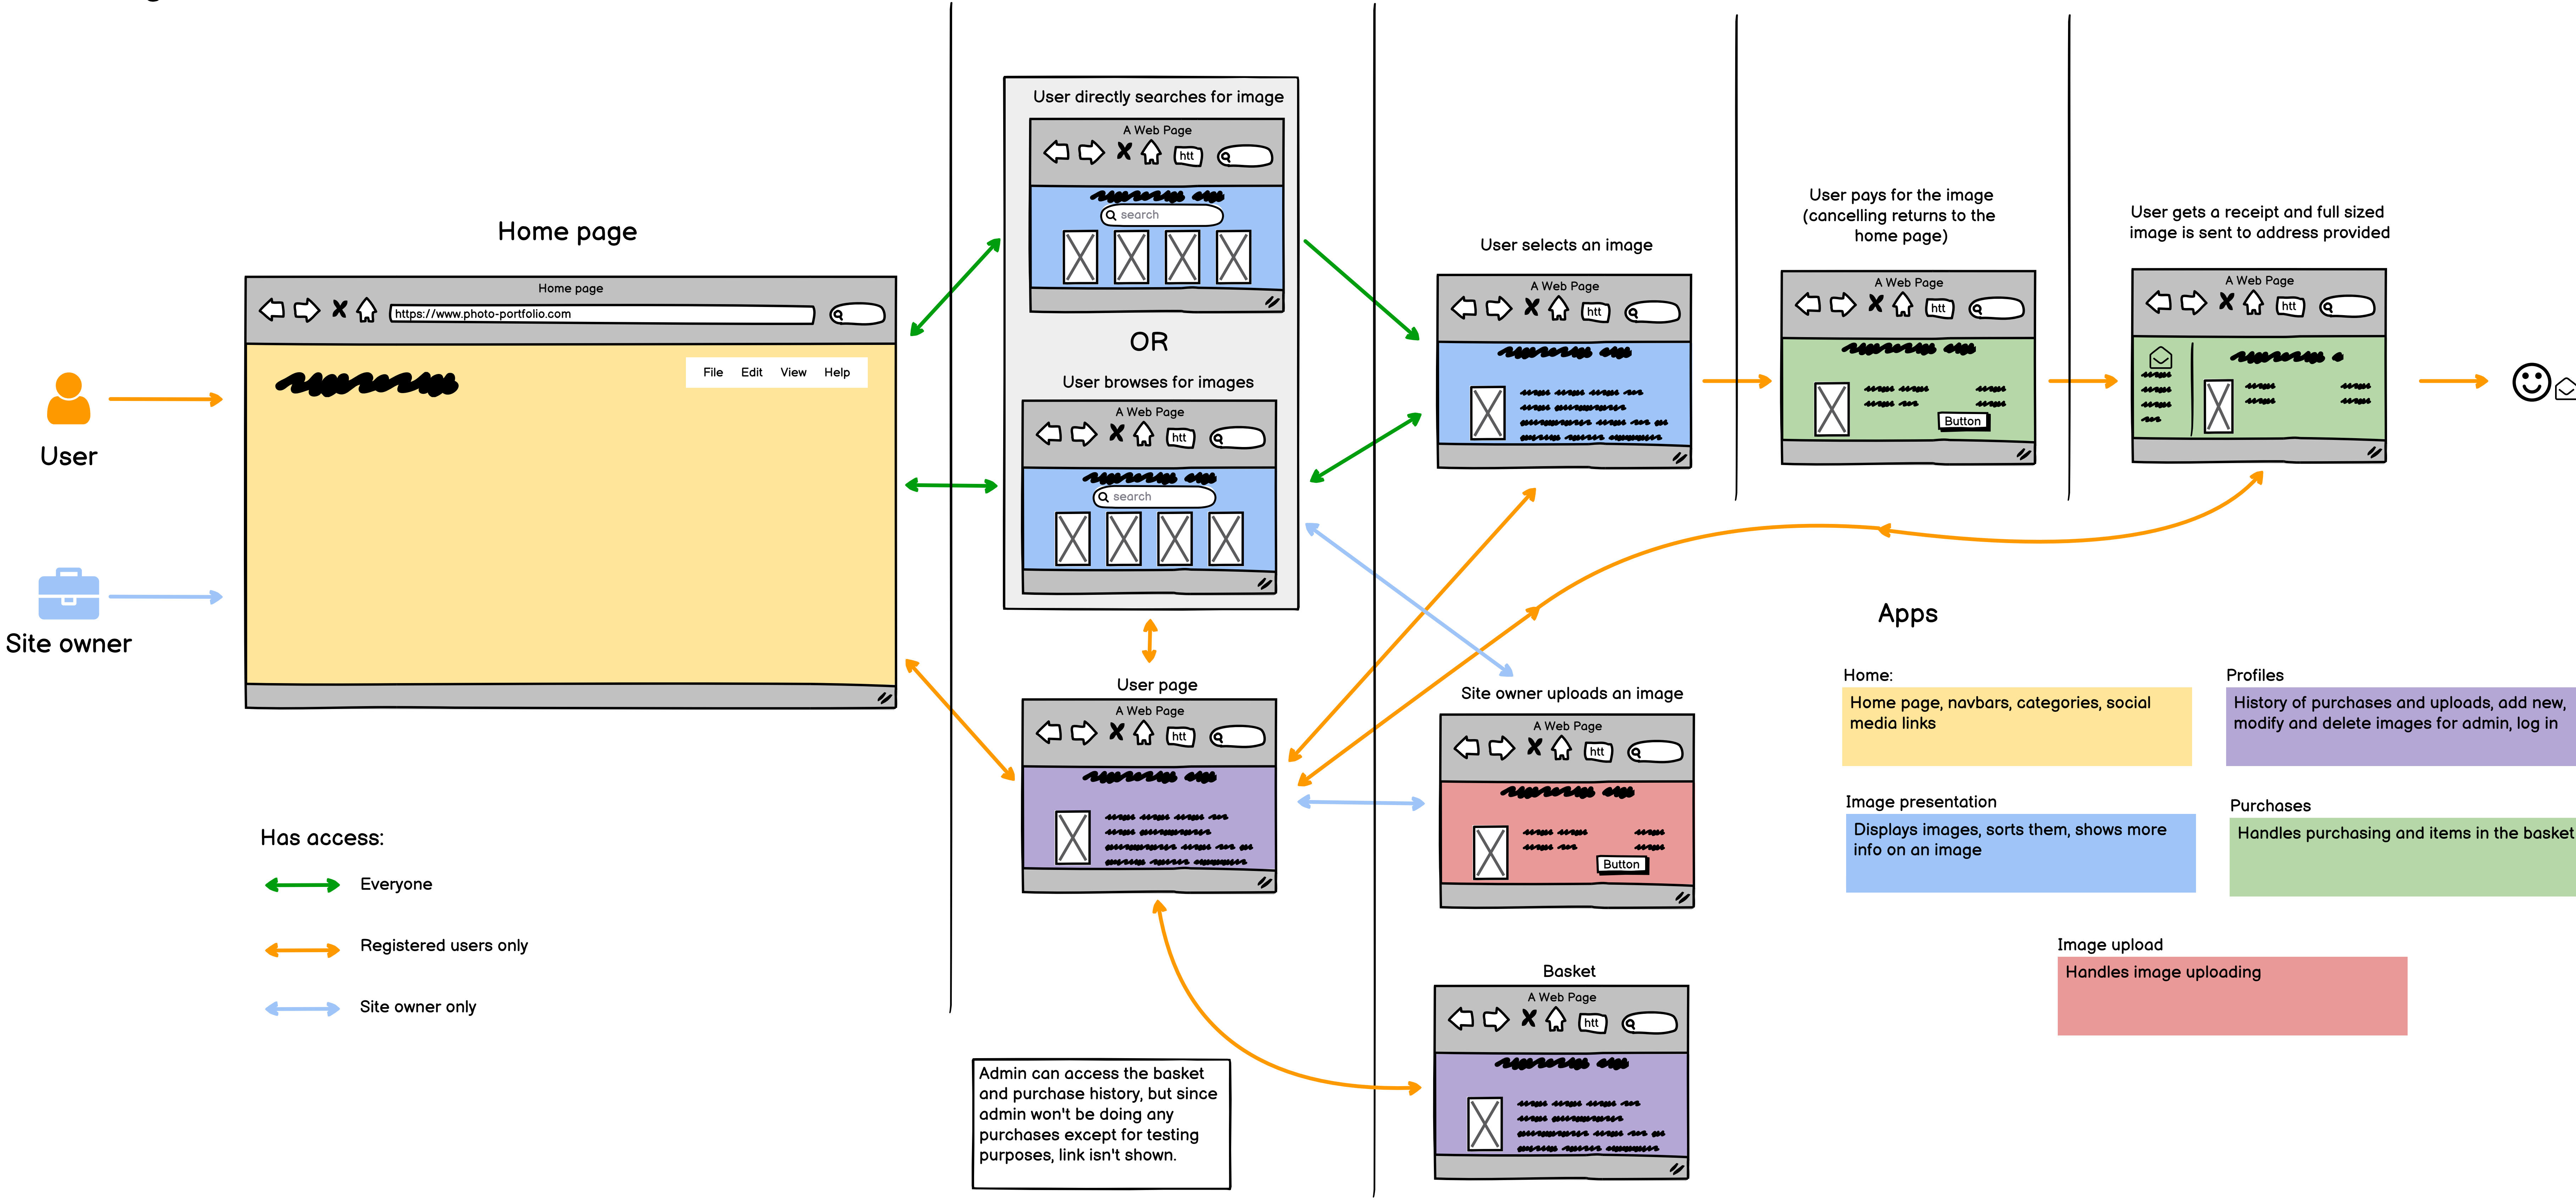 User directly searches for image
A Web Page
htt
search
OR
User browses for images
A Web Page
htt
search
Home page
Home page
https://www.photo-portfolio.com
File Edit View Help
User
Site owner
User selects an image
A Web Page
htt
User pays for the image
(cancelling returns to the
home page)
A Web Page
htt
Button
User gets a receipt and full sized
image is sent to address provided
A Web Page
htt
User page
A Web Page
htt
Site owner uploads an image
A Web Page
htt
Button
Basket
A Web Page
htt
Admin can access the basket
and purchase history, but since
admin won't be doing any
purchases except for testing
purposes, link isn't shown.
Has access:
Everyone
Registered users only
Site owner only
Apps
Home:
Home page, navbars, categories, social
media links
Profiles
History of purchases and uploads, add new,
modify and delete images for admin, log in
Image presentation
Displays images, sorts them, shows more
info on an image
Purchases
Handles purchasing and items in the basket
Image upload
Handles image uploading